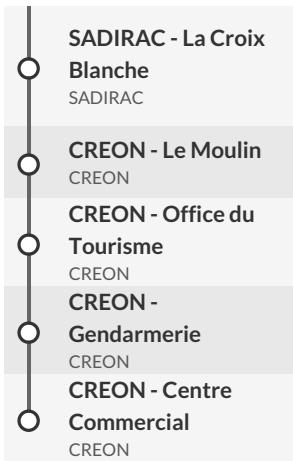 SADIRAC - La Croix
Blanche
SADIRAC
CREON - Le Moulin
CREON
CREON - Office du
Tourisme
CREON
CREON -
Gendarmerie
CREON
CREON - Centre
Commercial
CREON